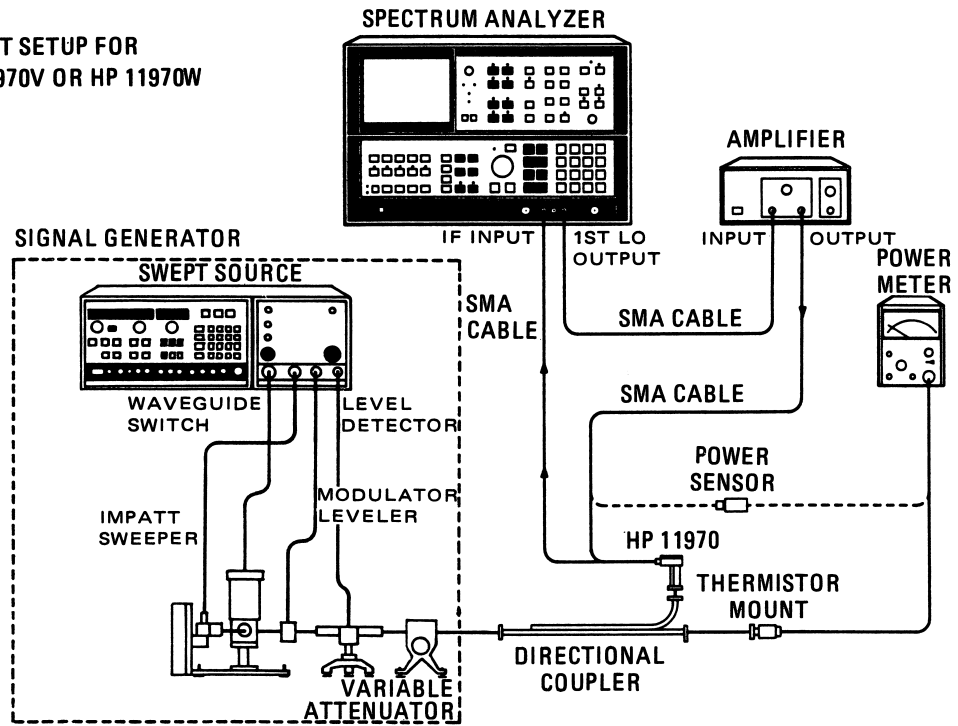 SPECTRUM ANALYZER
T SETUP FOR
970V OR HP 11970W
AMPLIFIER
INPUT
OUTPUT
IF INPUT
1ST LO
OUTPUT
POWER
METER
SIGNAL GENERATOR
SWEPT SOURCE
SMA
CABLE
SMA CABLE
SMA CABLE
WAVEGUIDE
SWITCH
LEVEL
DETECTOR
POWER
SENSOR
IMPATT
SWEEPER
MODULATOR
LEVELER
HP 11970
THERMISTOR
MOUNT
DIRECTIONAL
COUPLER
VARIABLE
ATTENUATOR